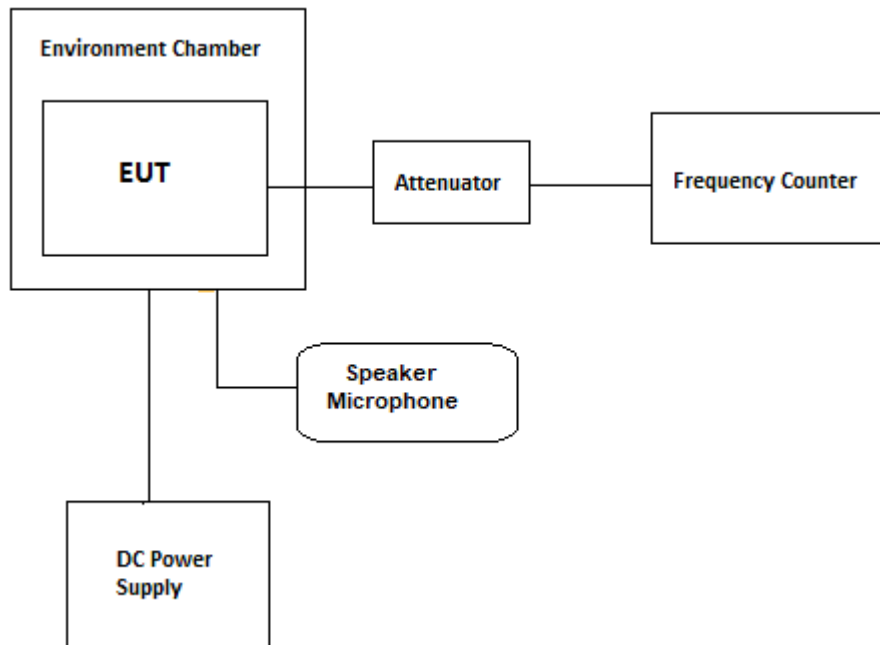 Environment Chamber
EUT
Attenuator
Frequency Counter
Speaker
Microphone
DC Power
Supply